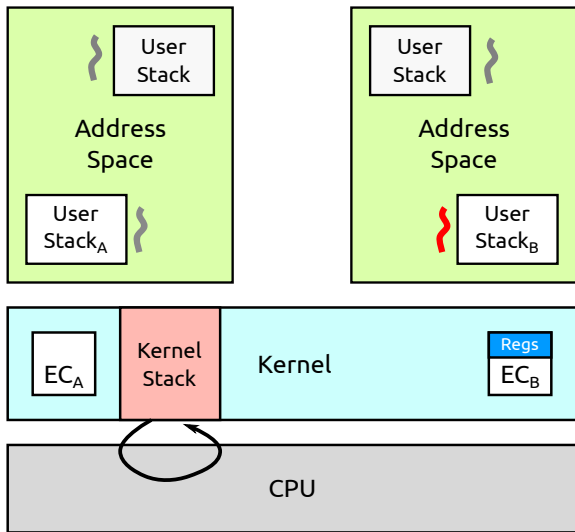 User
Stack
User
Stack
Address
Space
Address
Space
User
StackA
User
StackB
ECA
Kernel
Stack
Kernel
Regs
ECB
CPU